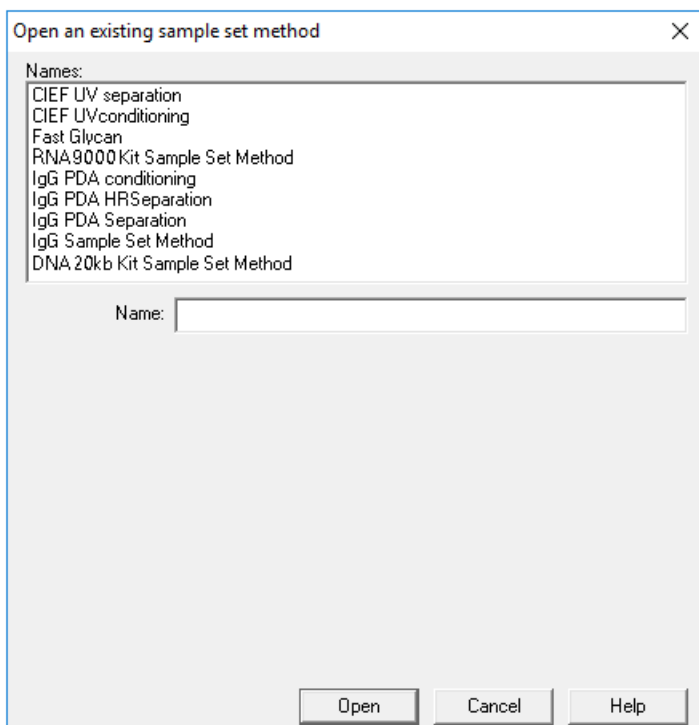 Open an existing sample set method
Names:
CIEF UV separation
CIEF UVconditioning
Fast Glycan
RNA9000 Kit Sample Set Method
IgG PDA conditioning
IgG PDA HRSeparation
IgG PDA Separation
IgG Sample Set Method
DNA 20kb Kit Sample Set Method
Name:
Open Cancel Help